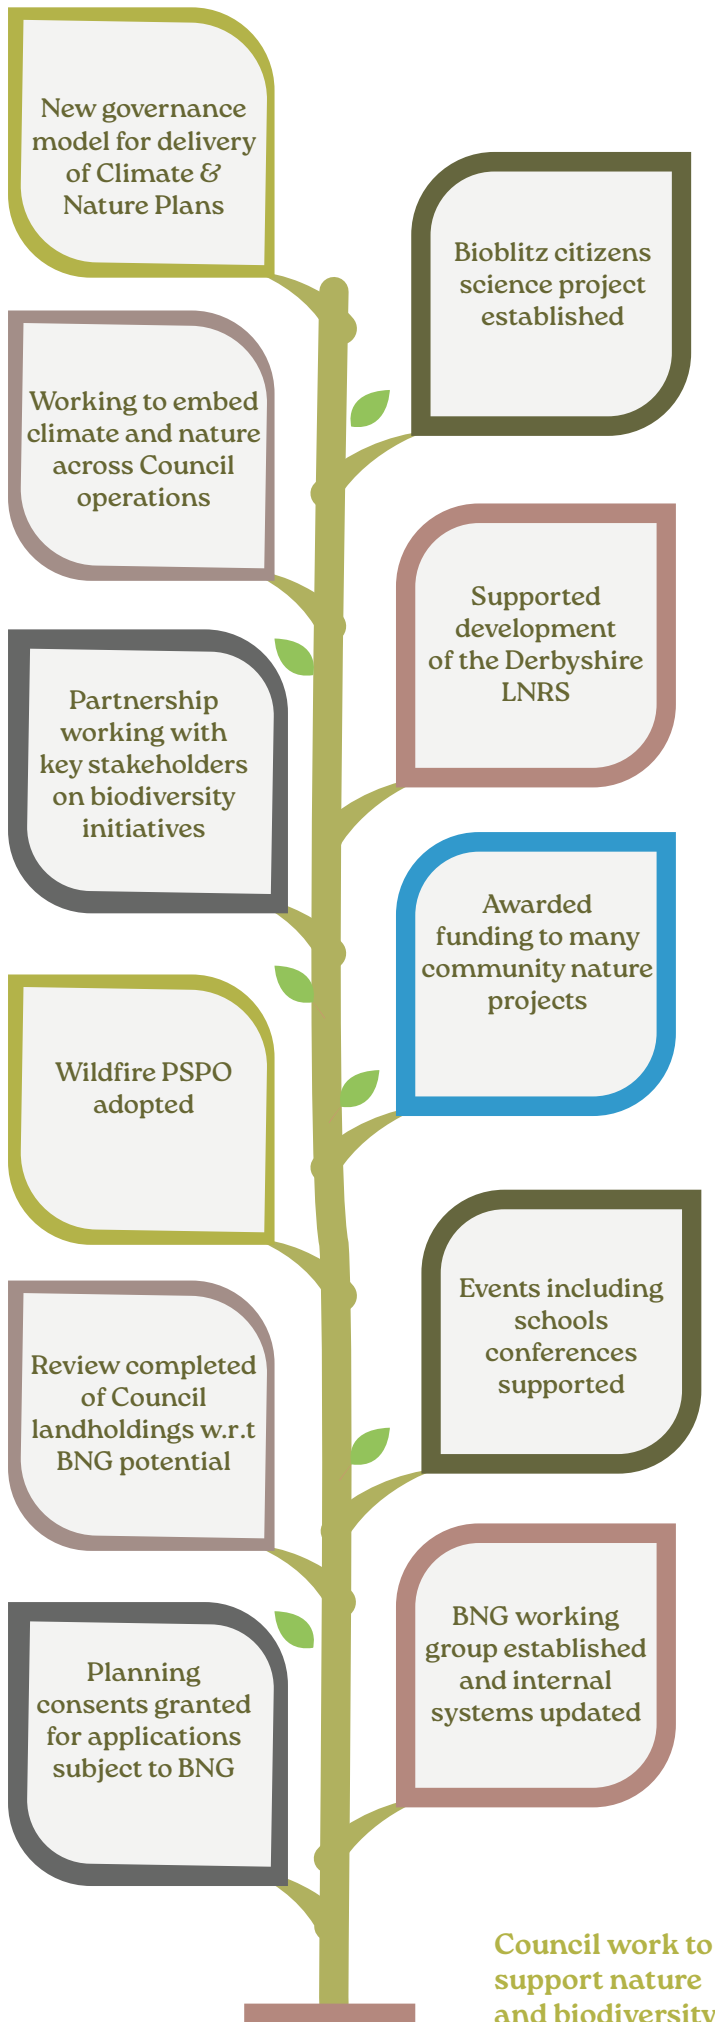 New governance
model for delivery
of Climate &
Nature Plans
Bioblitz citizens
science project
established
Working to embed
climate and nature
across Council
operations
Supported
development
of the Derbyshire
LNRS
Partnership
working with
key stakeholders
on biodiversity
initiatives
Awarded
funding to many
community nature
projects
Wildfire PSPO
adopted
Events including
schools
conferences
supported
Review completed
of Council
landholdings w.r.t
BNG potential
BNG working
group established
and internal
systems updated
Planning
consents granted
for applications
subject to BNG
Council work to
support nature
and biodiversity